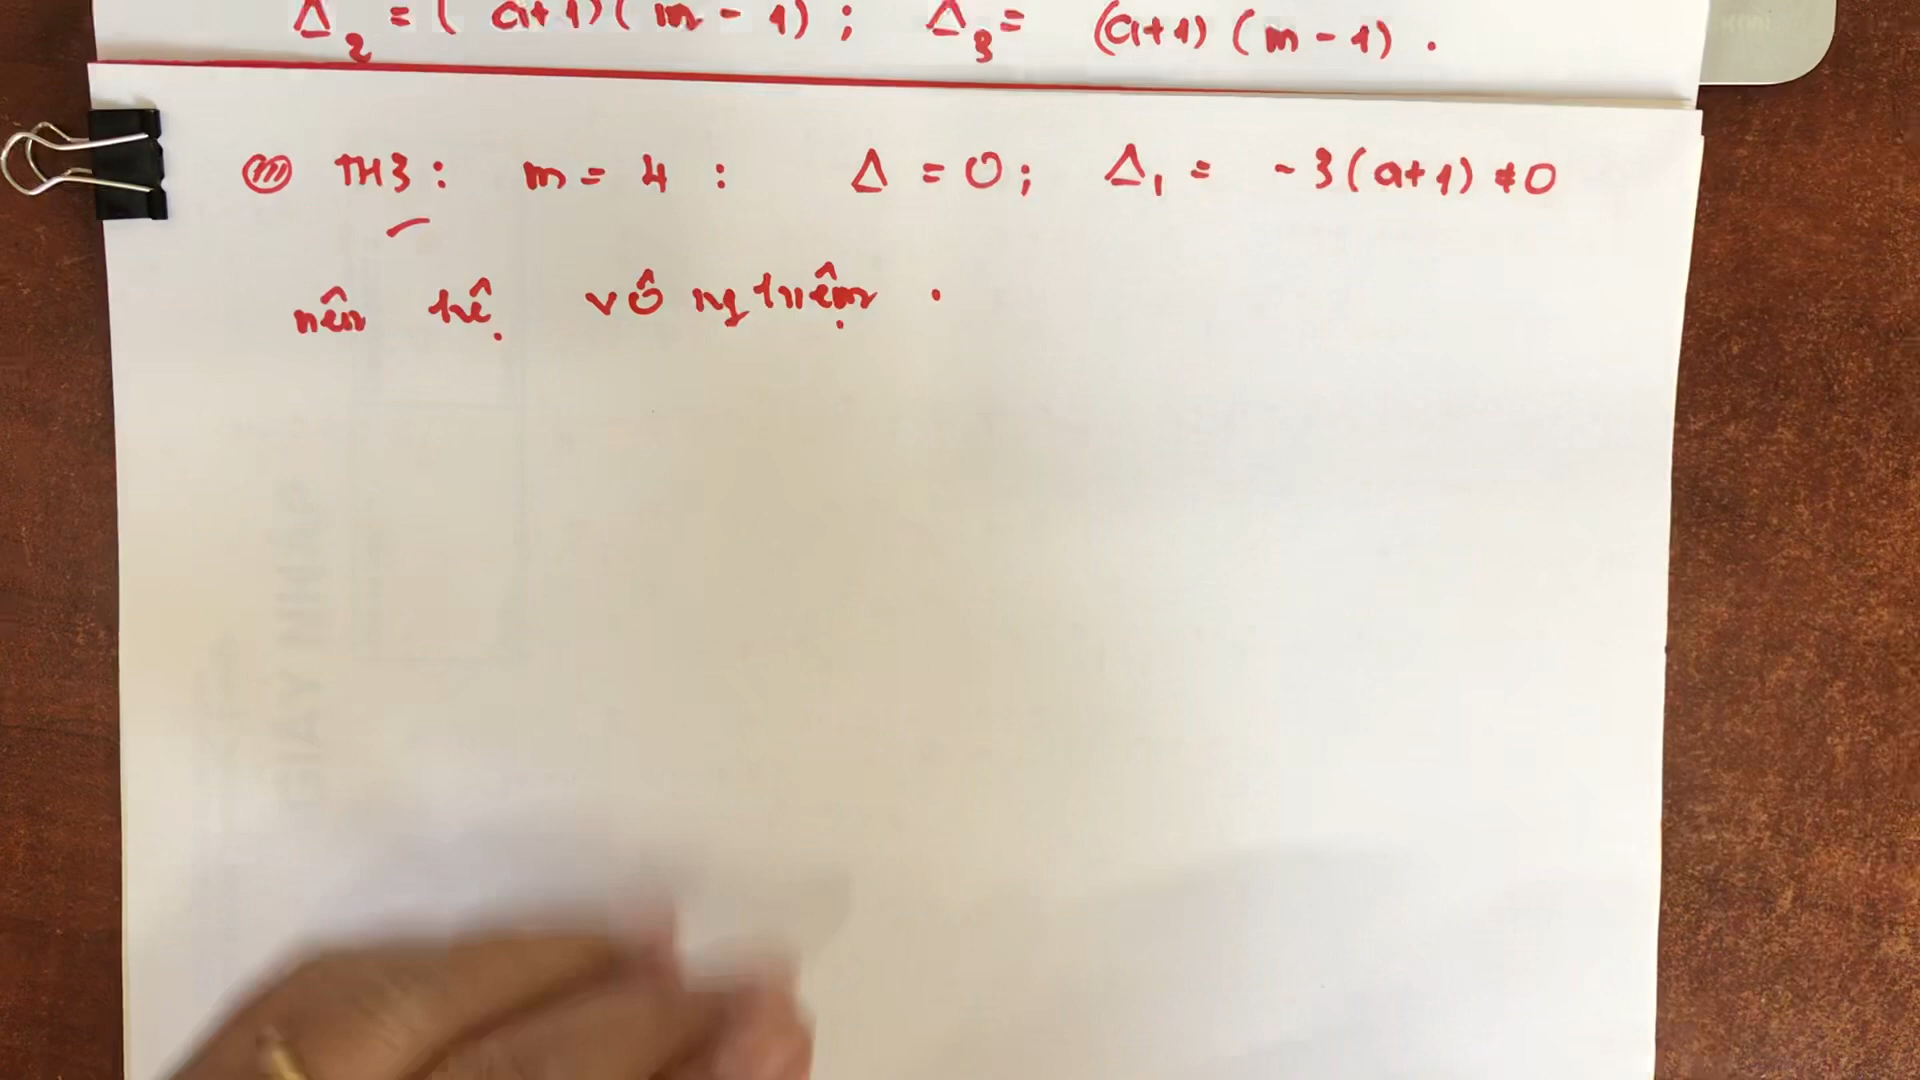 Δ₂ = (a+1)(m-1) ; Δ₃ = (a+1)(m-1) .
(m) TH3 : m = 4 : Δ = 0 ; Δ₁ = -3(a+1) ≠ 0
nên hệ vô nghiệm .